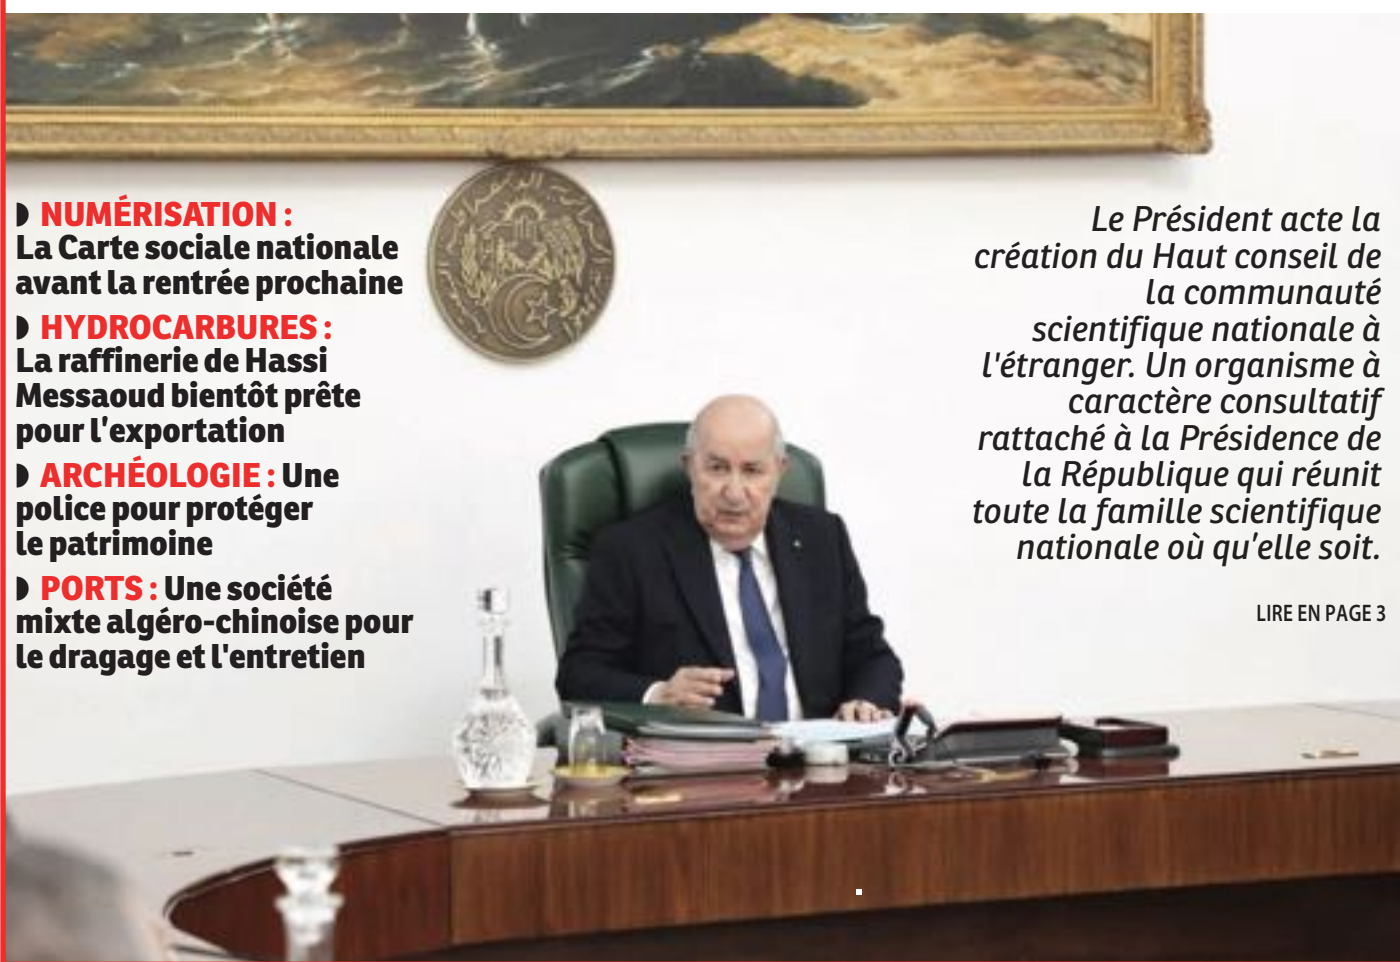 NUMÉRISATION :
La Carte sociale nationale
avant la rentrée prochaine
HYDROCARBURES :
La raffinerie de Hassi
Messaoud bientôt prête
pour l'exportation
ARCHÉOLOGIE : Une
police pour protéger
le patrimoine
PORTS : Une société
mixte algéro-chinoise pour
le dragage et l'entretien
Le Président acte la
création du Haut conseil de
la communauté
scientifique nationale à
l'étranger. Un organisme à
caractère consultatif
rattaché à la Présidence de
la République qui réunit
toute la famille scientifique
nationale où qu'elle soit.
LIRE EN PAGE 3